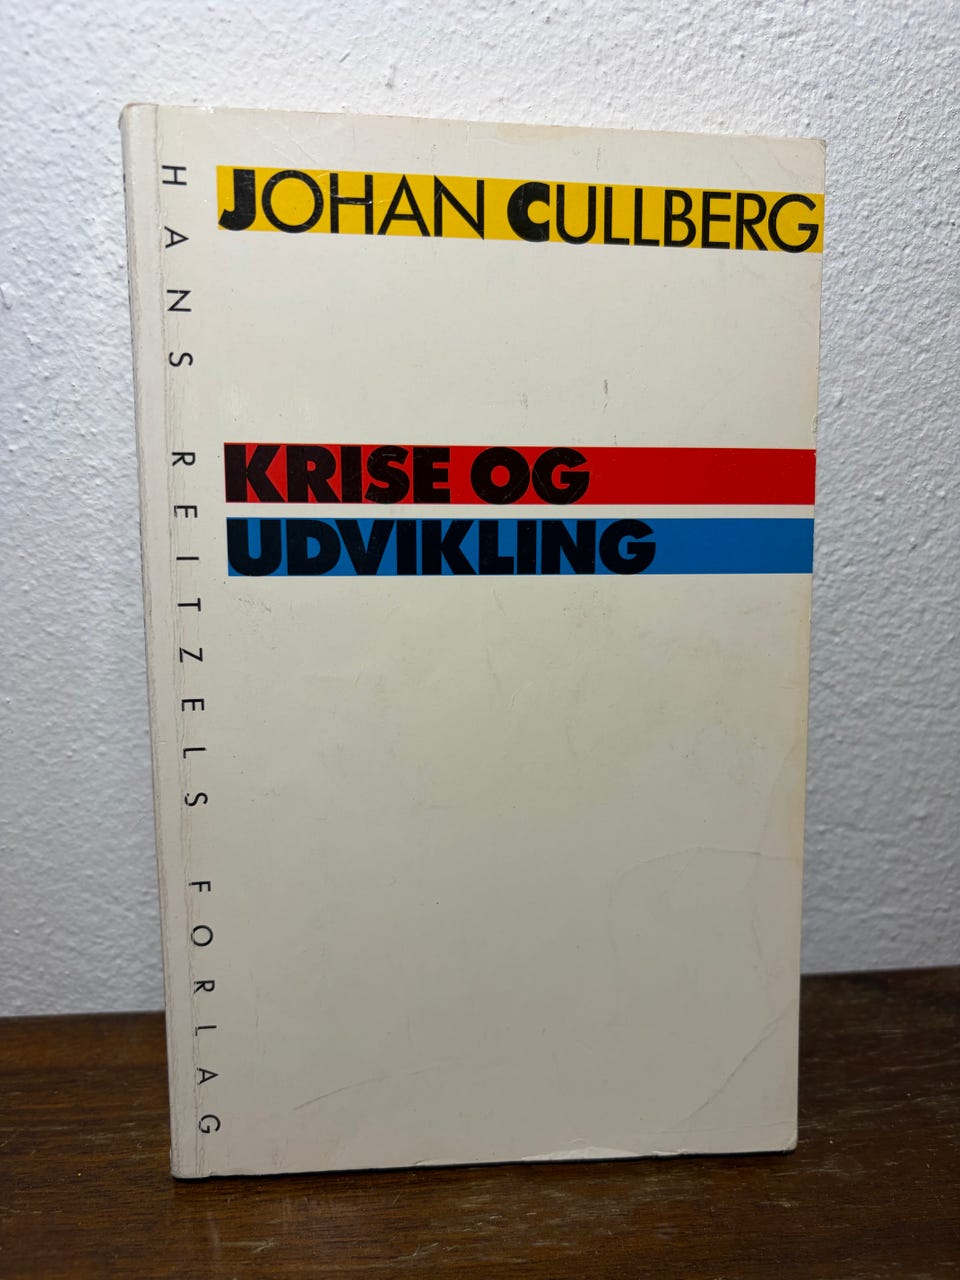 JOHAN CULLBERG
KRISE OG
UDVIKLING
HANS REITZELS FORLAG